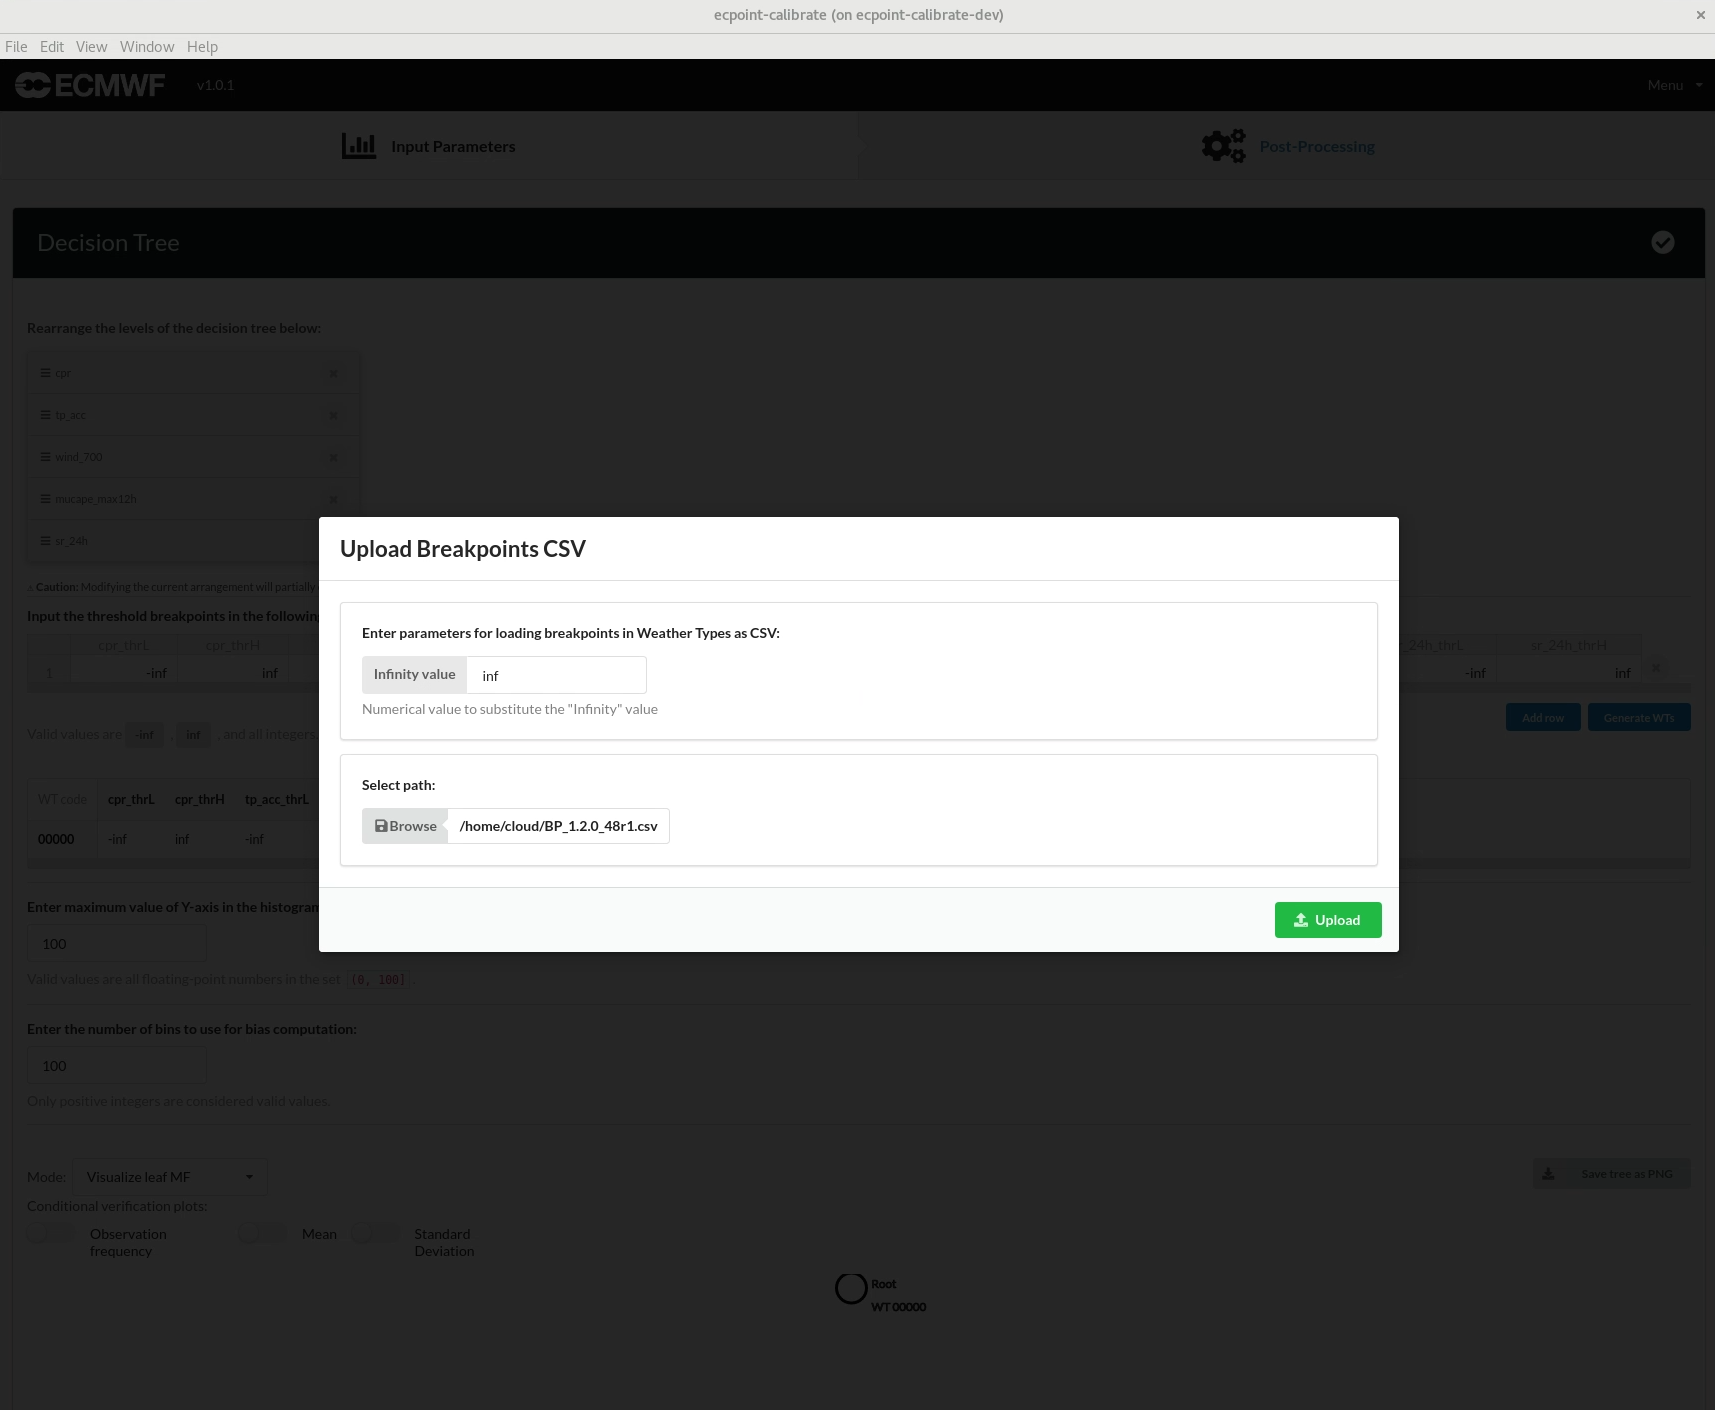 ecpoint-calibrate (on ecpoint-calibrate-dev)
File Edit View Window Help
ECMWF v1.0.1 Menu
Input Parameters Post-Processing
Decision Tree
Rearrange the levels of the decision tree below:
cpr
tp_acc
wind_700
mucape_max12h
sr_24h
Caution: Modifying the current arrangement will partially
Input the threshold breakpoints in the following
cpr_thrL cpr_thrH _24h_thrL sr_24h_thrH
1 -inf inf -inf inf
Add row Generate WTs
Valid values are -inf , inf , and all integers.
WT code cpr_thrL cpr_thrH tp_acc_thrL
00000 -inf inf -inf
Upload Breakpoints CSV
Enter parameters for loading breakpoints in Weather Types as CSV:
Infinity value inf
Numerical value to substitute the "Infinity" value
Select path:
Browse /home/cloud/BP_1.2.0_48r1.csv
Upload
Enter maximum value of Y-axis in the histogram
100
Valid values are all floating-point numbers in the set (0, 100] .
Enter the number of bins to use for bias computation:
100
Only positive integers are considered valid values.
Mode: Visualize leaf MF Save tree as PNG
Conditional verification plots:
Observation frequency Mean Standard Deviation
Root
WT 00000